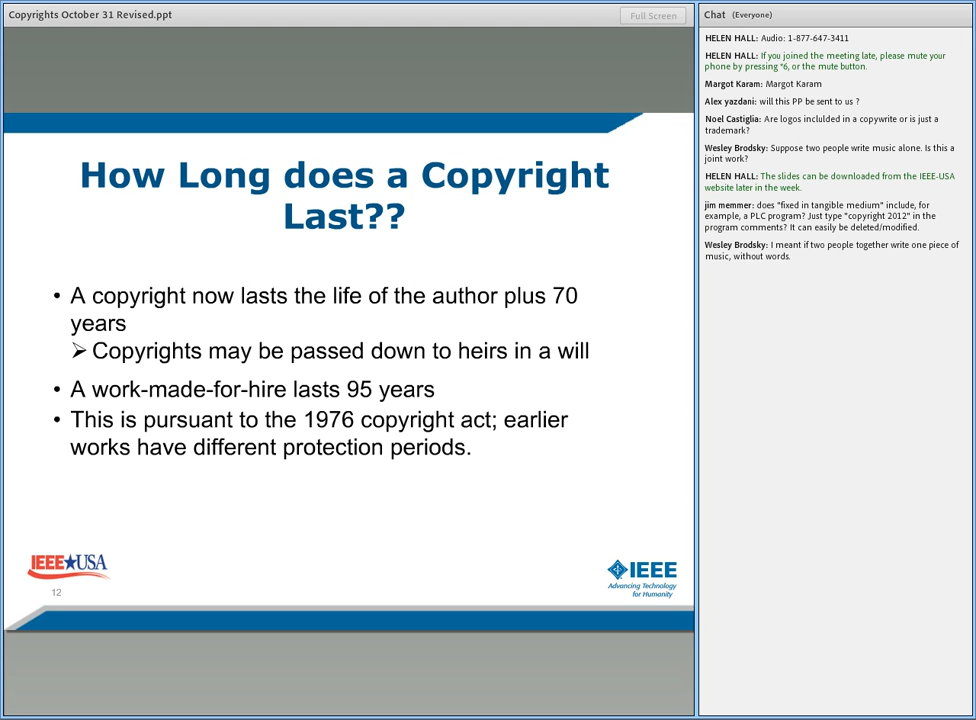 Copyrights October 31 Revised.ppt
Full Screen
How Long does a Copyright
Last??
• A copyright now lasts the life of the author plus 70
years
➢ Copyrights may be passed down to heirs in a will
• A work-made-for-hire lasts 95 years
• This is pursuant to the 1976 copyright act; earlier
works have different protection periods.
IEEE★USA
12
IEEE
Advancing Technology
for Humanity
Chat (Everyone)
HELEN HALL: Audio: 1-877-647-3411
HELEN HALL: If you joined the meeting late, please mute your
phone by pressing *6, or the mute button.
Margot Karam: Margot Karam
Alex yazdani: will this PP be sent to us ?
Noel Castiglia: Are logos inclulded in a copywrite or is just a
trademark?
Wesley Brodsky: Suppose two people write music alone. Is this a
joint work?
HELEN HALL: The slides can be downloaded from the IEEE-USA
website later in the week.
jim memmer: does "fixed in tangible medium" include, for
example, a PLC program? Just type "copyright 2012" in the
program comments? It can easily be deleted/modified.
Wesley Brodsky: I meant if two people together write one piece of
music, without words.